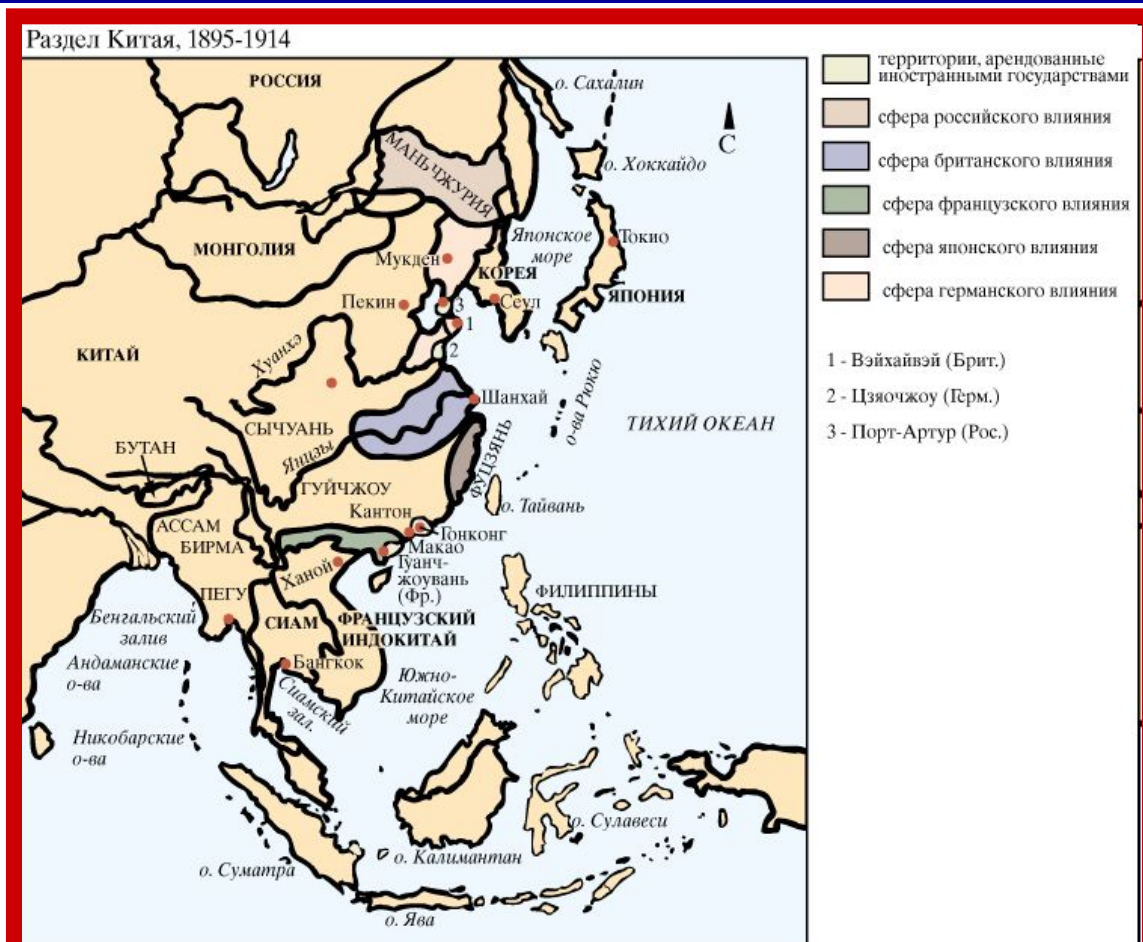 Раздел Китая, 1895-1914
РОССИЯ
о. Сахалин
С
МАНЬЧЖУРИЯ
о. Хоккайдо
МОНГОЛИЯ
Японское
море
Токио
Мукден
КОРЕЯ
ЯПОНИЯ
Пекин
3
Сеул
1
2
КИТАЙ
Хуанхэ
Шанхай
о-ва Рюкю
ТИХИЙ ОКЕАН
СЫЧУАНЬ
Янцзы
БУТАН
ФУЦЗЯНЬ
ГУЙЧЖОУ
о. Тайвань
Кантон
Гонконг
АССАМ
БИРМА
Макао
Гуанч-
жоувань
(Фр.)
Ханой
ФИЛИППИНЫ
ПЕГУ
Бенгальский
залив
СИАМ
ФРАНЦУЗСКИЙ
ИНДОКИТАЙ
Андаманские
о-ва
Бангкок
Южно-
Китайское
море
Сиамский
зал.
Никобарские
о-ва
о. Сулавеси
о. Калимантан
о. Суматра
о. Ява
территории, арендованные
иностранными государствами
сфера российского влияния
сфера британского влияния
сфера французского влияния
сфера японского влияния
сфера германского влияния
1 - Вэйхайвэй (Брит.)
2 - Цзяочжоу (Герм.)
3 - Порт-Артур (Рос.)